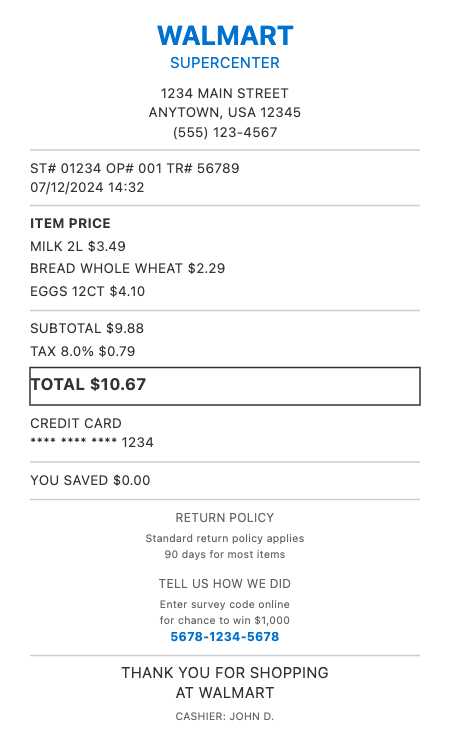 WALMART
SUPERCENTER
1234 MAIN STREET
ANYTOWN, USA 12345
(555) 123-4567
ST# 01234 OP# 001 TR# 56789
07/12/2024 14:32
ITEM PRICE
MILK 2L $3.49
BREAD WHOLE WHEAT $2.29
EGGS 12CT $4.10
SUBTOTAL $9.88
TAX 8.0% $0.79
TOTAL $10.67
CREDIT CARD
**** **** **** 1234
YOU SAVED $0.00
RETURN POLICY
Standard return policy applies
90 days for most items
TELL US HOW WE DID
Enter survey code online
for chance to win $1,000
5678-1234-5678
THANK YOU FOR SHOPPING
AT WALMART
CASHIER: JOHN D.